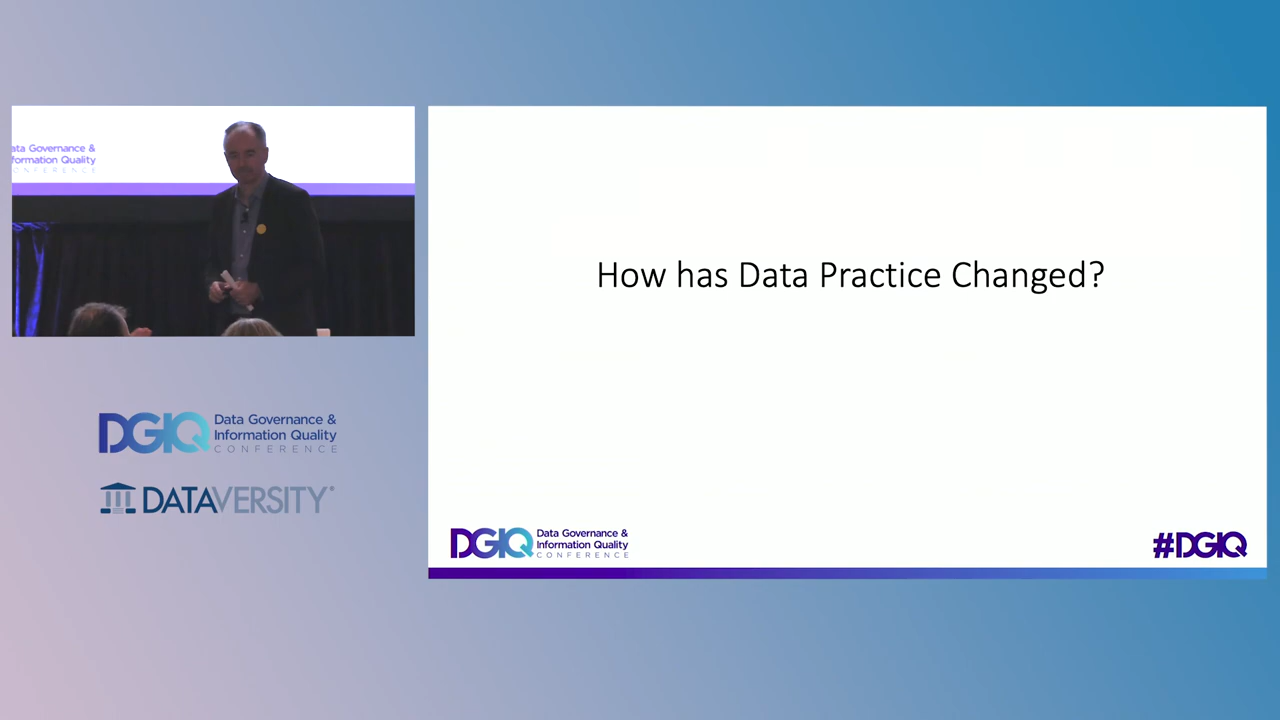 ata Governance &
formation Quality
CONFERENCE
How has Data Practice Changed?
DGIQ
Data Governance &
Information Quality
CONFERENCE
DATAVERSITY
DGIQ
Data Governance &
Information Quality
CONFERENCE
#DGIQ